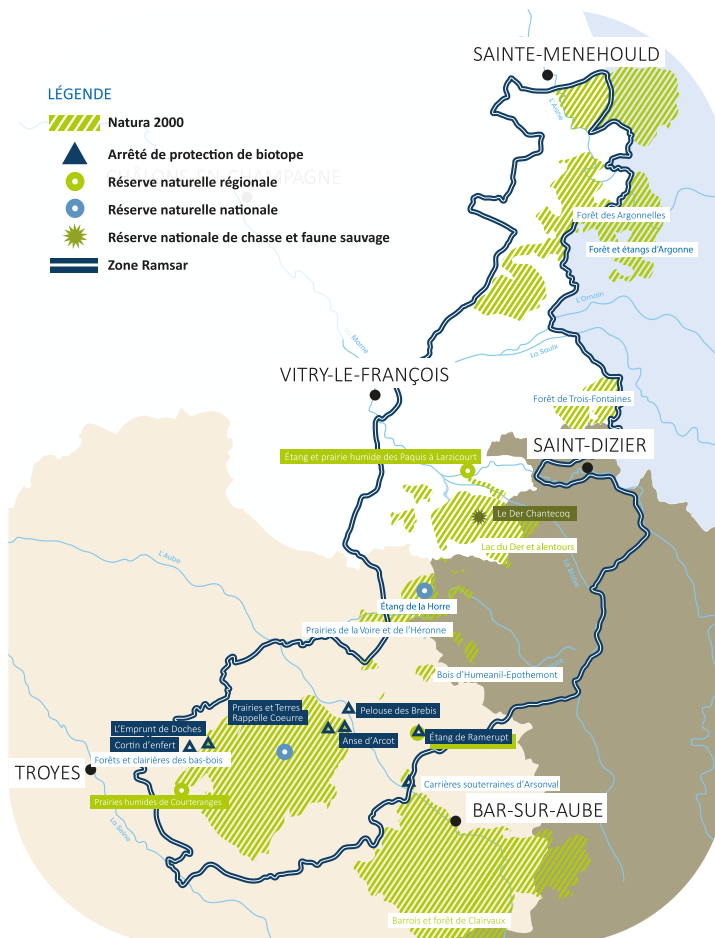 SAINTE-MENEHOULD
LÉGENDE
Natura 2000
Arrêté de protection de biotope
CHÂLONS-EN-CHAMPAGNE
Réserve naturelle régionale
Réserve naturelle nationale
Réserve nationale de chasse et faune sauvage
Zone Ramsar
L'Aisne
Forêt des Argonnelles
Forêt et étangs d'Argonne
L'Ornain
La Marne
La Saulx
VITRY-LE-FRANÇOIS
Forêt de Trois-Fontaines
SAINT-DIZIER
Étang et prairie humide des Paquis à Larzicourt
Le Der Chantecoq
Lac du Der et alentours
L'Aube
La Blaise
Étang de la Horre
Prairies de la Voire et de l'Héronne
Bois d'Humeanil-Epothemont
Prairies et Terres
Rappelle Coeurre
Pelouse des Brebis
L'Emprunt de Doches
Cortin d'enfert
Anse d'Arcot
Étang de Ramerupt
Forêts et clairières des bas-bois
TROYES
Carrières souterraines d'Arsonval
Prairies humides de Courteranges
BAR-SUR-AUBE
La Seine
Barrois et forêt de Clairvaux